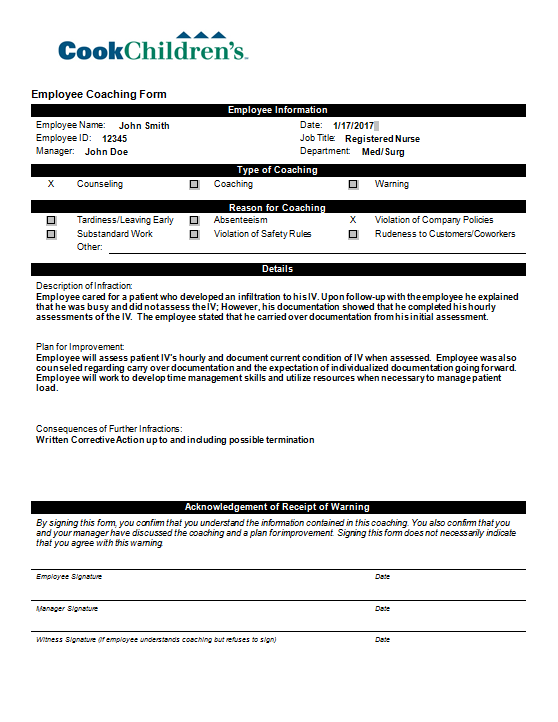 CookChildren's™
Employee Coaching Form
Employee Information
Employee Name: John Smith Date: 1/17/2017
Employee ID: 12345 Job Title: Registered Nurse
Manager: John Doe Department: Med/Surg
Type of Coaching
X Counseling Coaching Warning
Reason for Coaching
Tardiness/Leaving Early Absenteeism X Violation of Company Policies
Substandard Work Violation of Safety Rules Rudeness to Customers/Coworkers
Other:
Details
Description of Infraction:
Employee cared for a patient who developed an infiltration to his IV. Upon follow-up with the employee he explained
that he was busy and did not assess the IV; However, his documentation showed that he completed his hourly
assessments of the IV. The employee stated that he carried over documentation from his initial assessment.
Plan for Improvement:
Employee will assess patient IV's hourly and document current condition of IV when assessed. Employee was also
counseled regarding carry over documentation and the expectation of individualized documentation going forward.
Employee will work to develop time management skills and utilize resources when necessary to manage patient
load.
Consequences of Further Infractions:
Written Corrective Action up to and including possible termination
Acknowledgement of Receipt of Warning
By signing this form, you confirm that you understand the information contained in this coaching. You also confirm that you
and your manager have discussed the coaching and a plan for improvement. Signing this form does not necessarily indicate
that you agree with this warning.
Employee Signature Date
Manager Signature Date
Witness Signature (if employee understands coaching but refuses to sign) Date